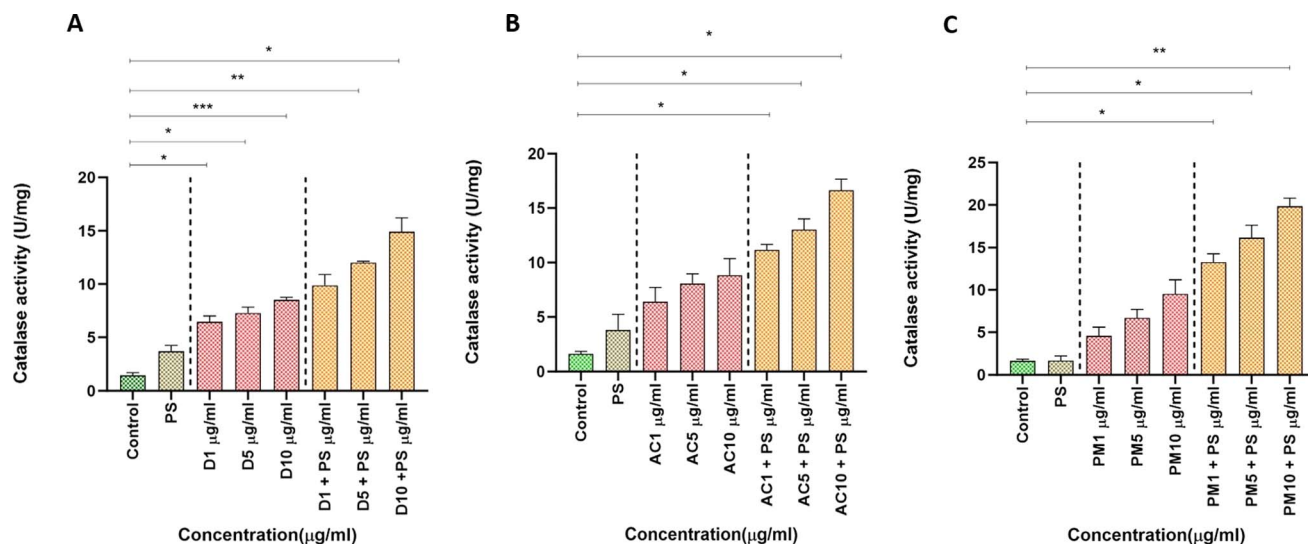 A
*
**
***
*
*
Catalase activity (U/mg)
20
15
10
5
0
Control
PS
D1 μg/ml
D5 μg/ml
D10 μg/ml
D1 + PS μg/ml
D5 + PS μg/ml
D10 +PS μg/ml
Concentration(μg/ml)
B
*
*
*
Catalase activity (U/mg)
20
15
10
5
0
Control
PS
AC1 μg/ml
AC5 μg/ml
AC10 μg/ml
AC1 + PS μg/ml
AC5 + PS μg/ml
AC10 + PS μg/ml
Concentration(μg/ml)
C
**
*
*
Catalase activity (U/mg)
25
20
15
10
5
0
Control
PS
PM1 μg/ml
PM5 μg/ml
PM10 μg/ml
PM1 + PS μg/ml
PM5 + PS μg/ml
PM10 + PS μg/ml
Concentration(μg/ml)